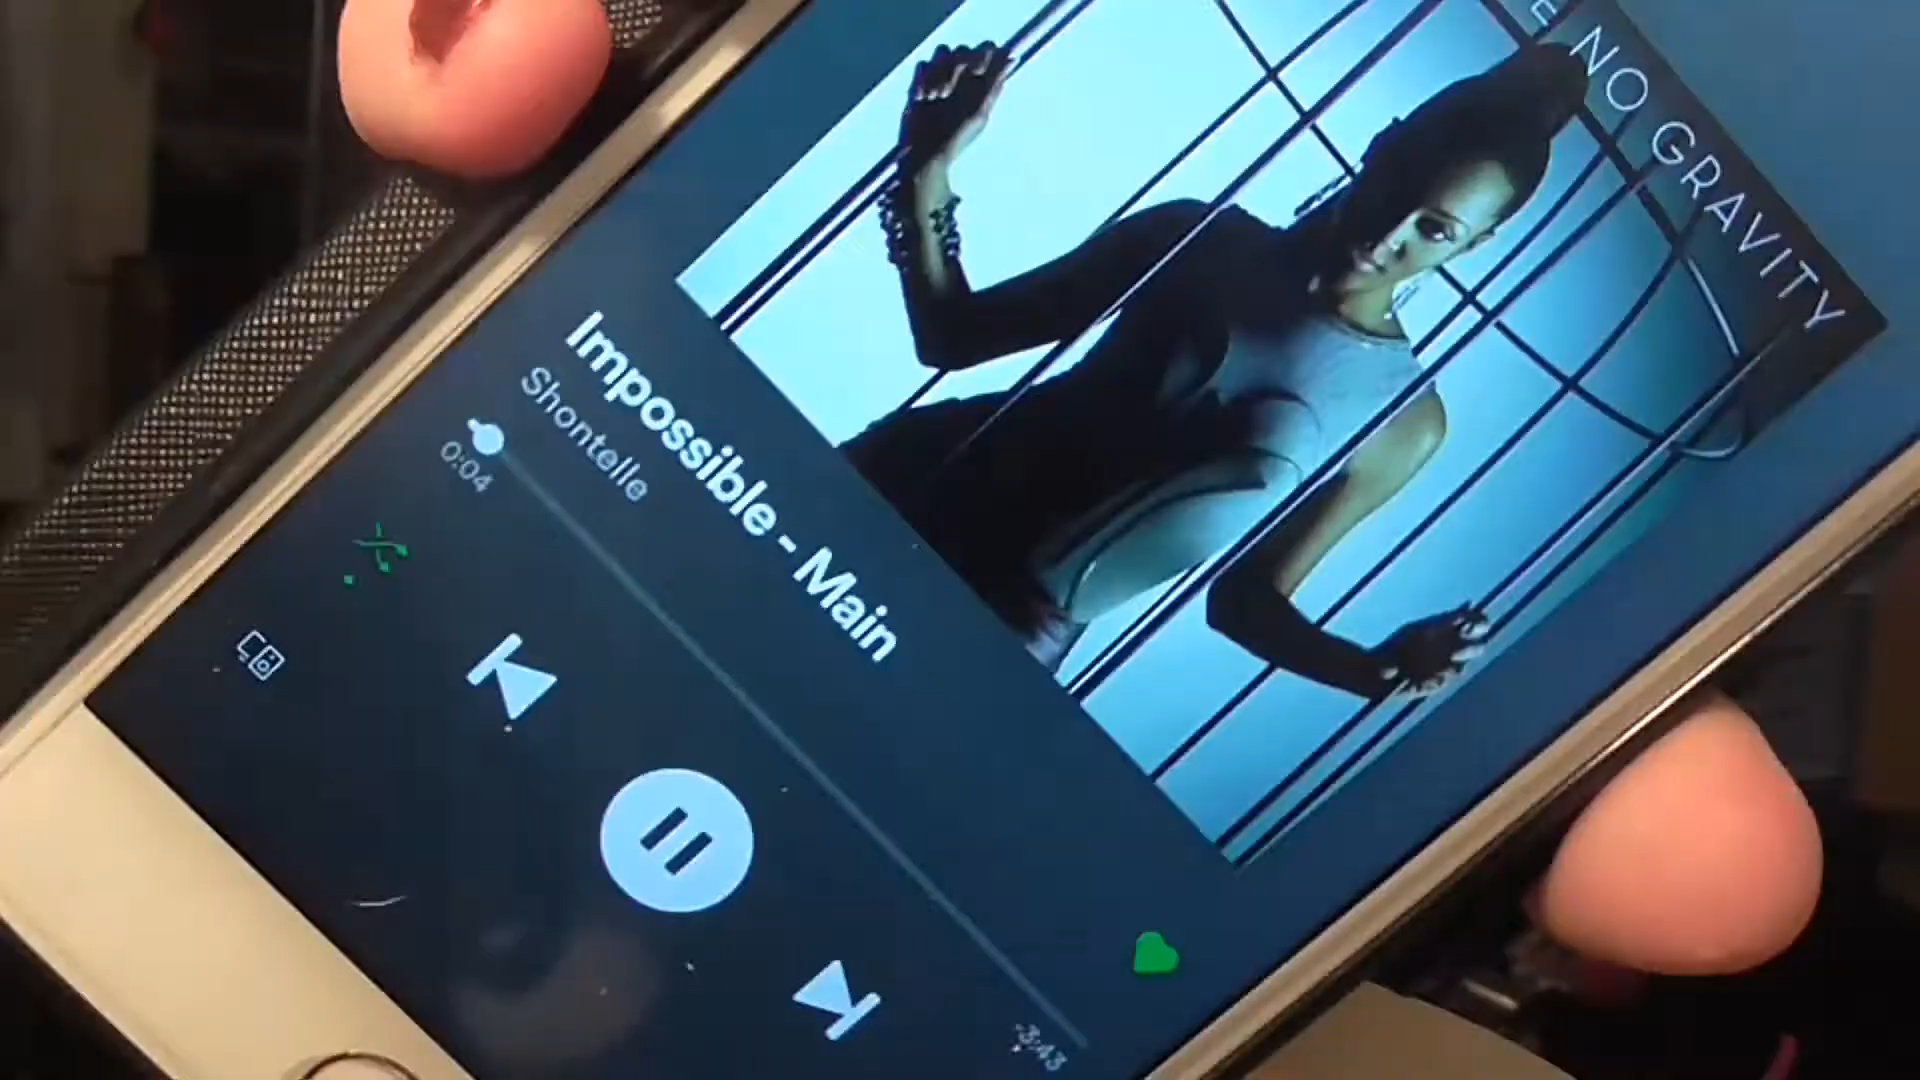 E NO GRAVITY
Impossible - Main
Shontelle
0:04
-3:43